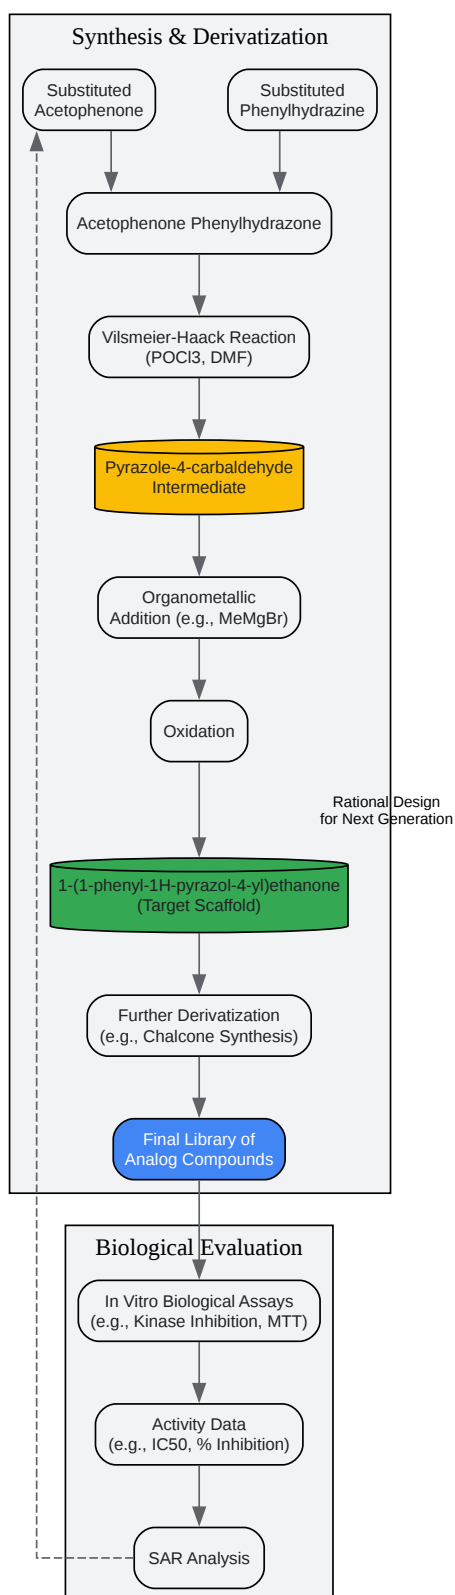 Synthesis & Derivatization
Substituted
Acetophenone
Substituted
Phenylhydrazine
Acetophenone Phenylhydrazone
Vilsmeier-Haack Reaction
(POCl3, DMF)
Pyrazole-4-carbaldehyde
Intermediate
Organometallic
Addition (e.g., MeMgBr)
Oxidation
Rational Design
for Next Generation
1-(1-phenyl-1H-pyrazol-4-yl)ethanone
(Target Scaffold)
Further Derivatization
(e.g., Chalcone Synthesis)
Final Library of
Analog Compounds
Biological Evaluation
In Vitro Biological Assays
(e.g., Kinase Inhibition, MTT)
Activity Data
(e.g., IC50, % Inhibition)
SAR Analysis